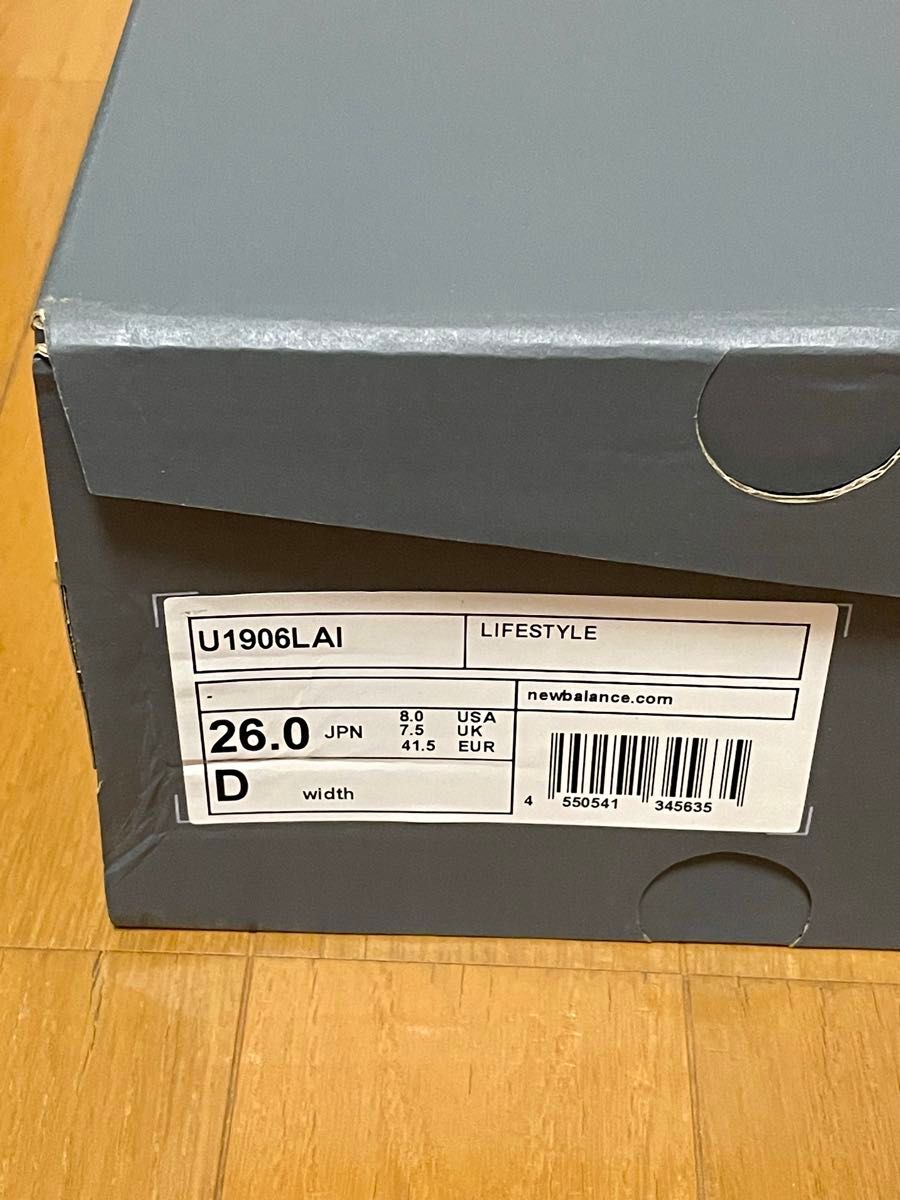 U1906LAI
LIFESTYLE
-
newbalance.com
26.0 JPN
8.0 USA
7.5 UK
41.5 EUR
D width
4 550541 345635